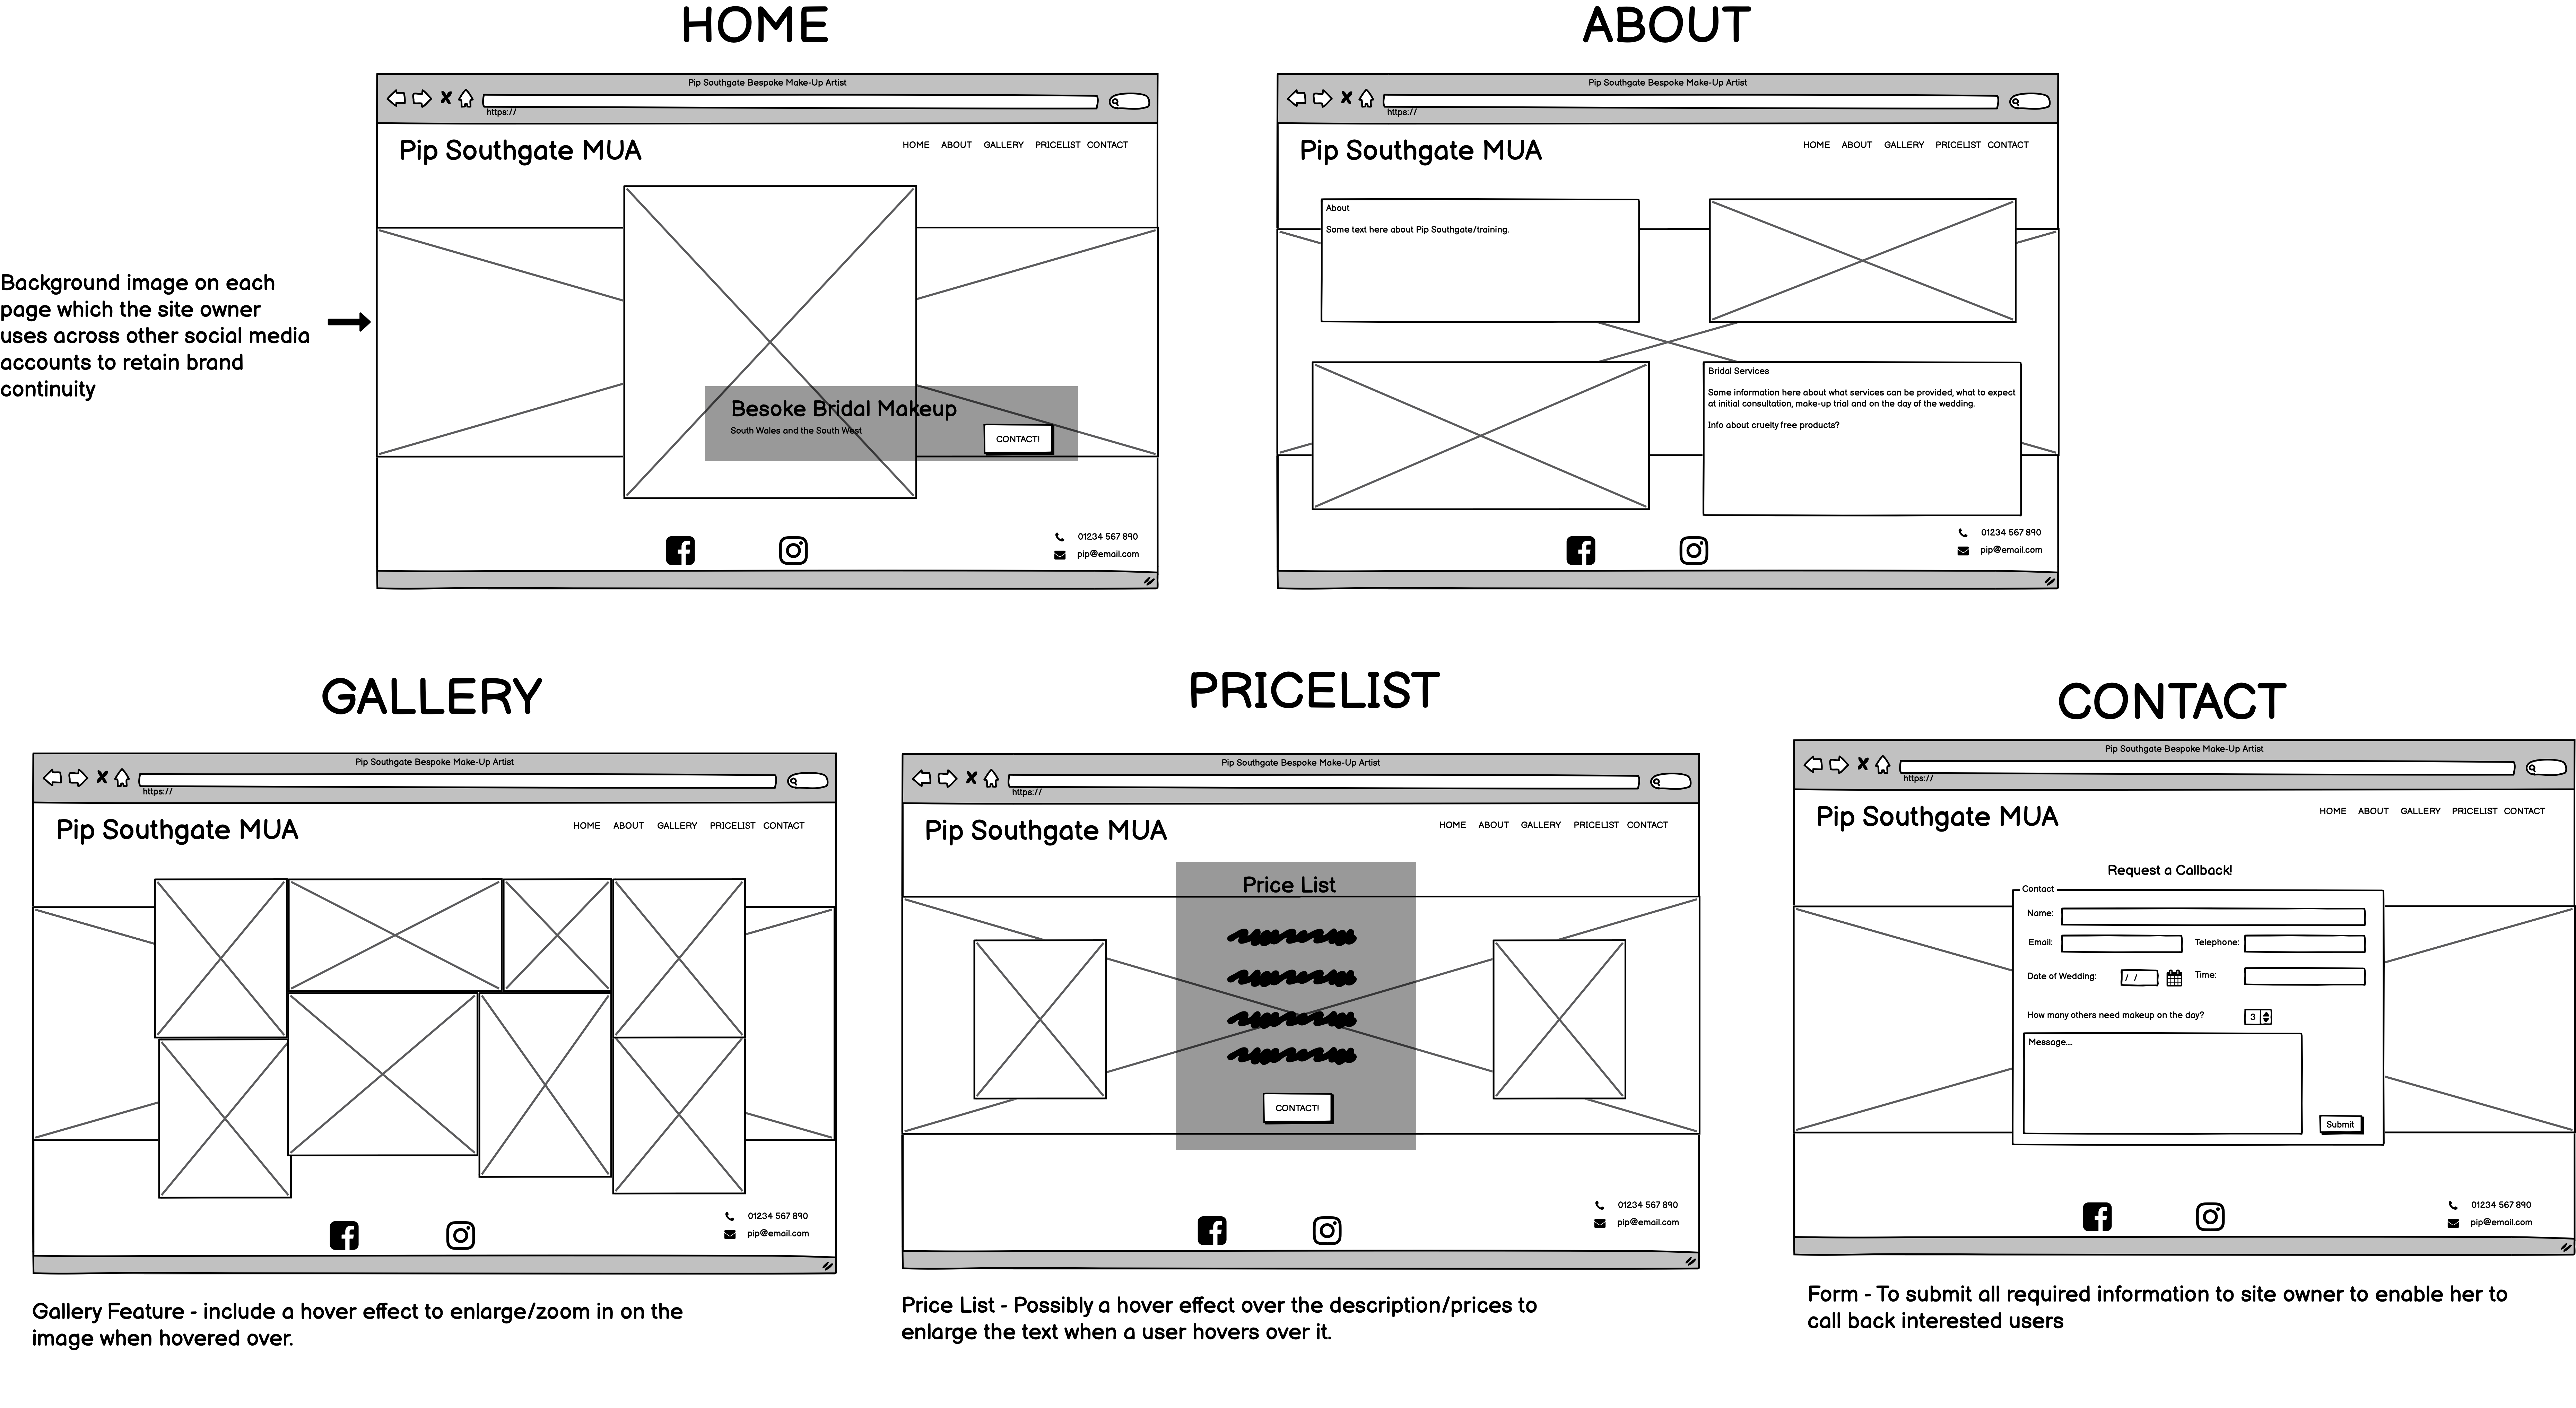 HOME
Pip Southgate Bespoke Make-Up Artist
https://
Pip Southgate MUA
HOME ABOUT GALLERY PRICELIST CONTACT
Background image on each
page which the site owner
uses across other social media
accounts to retain brand
continuity
Besoke Bridal Makeup
South Wales and the South West
CONTACT!
01234 567 890
pip@email.com
ABOUT
Pip Southgate Bespoke Make-Up Artist
https://
Pip Southgate MUA
HOME ABOUT GALLERY PRICELIST CONTACT
About
Some text here about Pip Southgate/training.
Bridal Services
Some information here about what services can be provided, what to expect
at initial consultation, make-up trial and on the day of the wedding.
Info about cruelty free products?
01234 567 890
pip@email.com
GALLERY
Pip Southgate Bespoke Make-Up Artist
https://
Pip Southgate MUA
HOME ABOUT GALLERY PRICELIST CONTACT
01234 567 890
pip@email.com
Gallery Feature - include a hover effect to enlarge/zoom in on the
image when hovered over.
PRICELIST
Pip Southgate Bespoke Make-Up Artist
https://
Pip Southgate MUA
HOME ABOUT GALLERY PRICELIST CONTACT
Price List
CONTACT!
01234 567 890
pip@email.com
Price List - Possibly a hover effect over the description/prices to
enlarge the text when a user hovers over it.
CONTACT
Pip Southgate Bespoke Make-Up Artist
https://
Pip Southgate MUA
HOME ABOUT GALLERY PRICELIST CONTACT
Request a Callback!
Contact
Name:
Email: Telephone:
Date of Wedding: / / Time:
How many others need makeup on the day? 3
Message...
Submit
01234 567 890
pip@email.com
Form - To submit all required information to site owner to enable her to
call back interested users